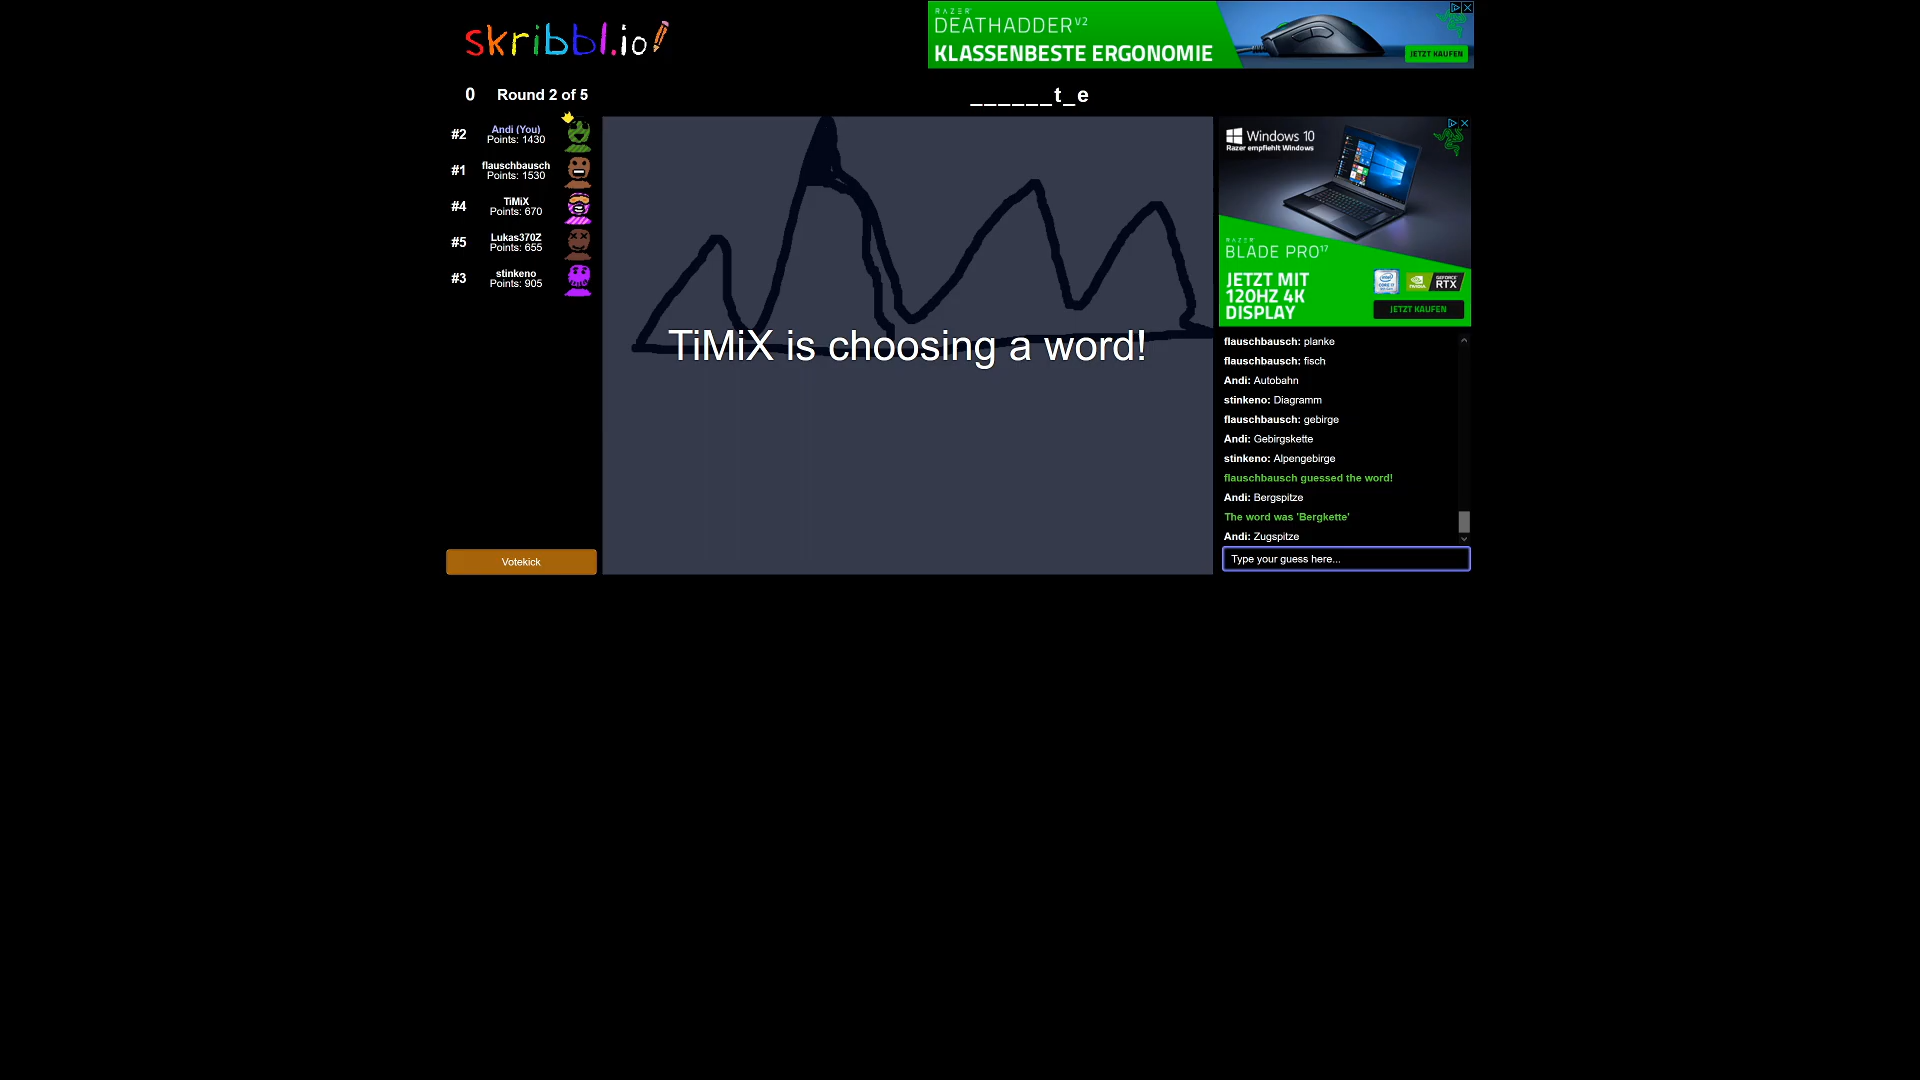 skribbl.io
RAZER
DEATHADDER V2
KLASSENBESTE ERGONOMIE
JETZT KAUFEN
0
Round 2 of 5
______t_e
#2
Andi (You)
Points: 1430
#1
flauschbausch
Points: 1530
#4
TiMiX
Points: 670
#5
Lukas370Z
Points: 655
#3
stinkeno
Points: 905
Votekick
TiMiX is choosing a word!
Windows 10
Razer empfiehlt Windows
RAZER
BLADE PRO 17
JETZT MIT
120HZ 4K
DISPLAY
GEFORCE
RTX
JETZT KAUFEN
flauschbausch: planke
flauschbausch: fisch
Andi: Autobahn
stinkeno: Diagramm
flauschbausch: gebirge
Andi: Gebirgskette
stinkeno: Alpengebirge
flauschbausch guessed the word!
Andi: Bergspitze
The word was 'Bergkette'
Andi: Zugspitze
Type your guess here...